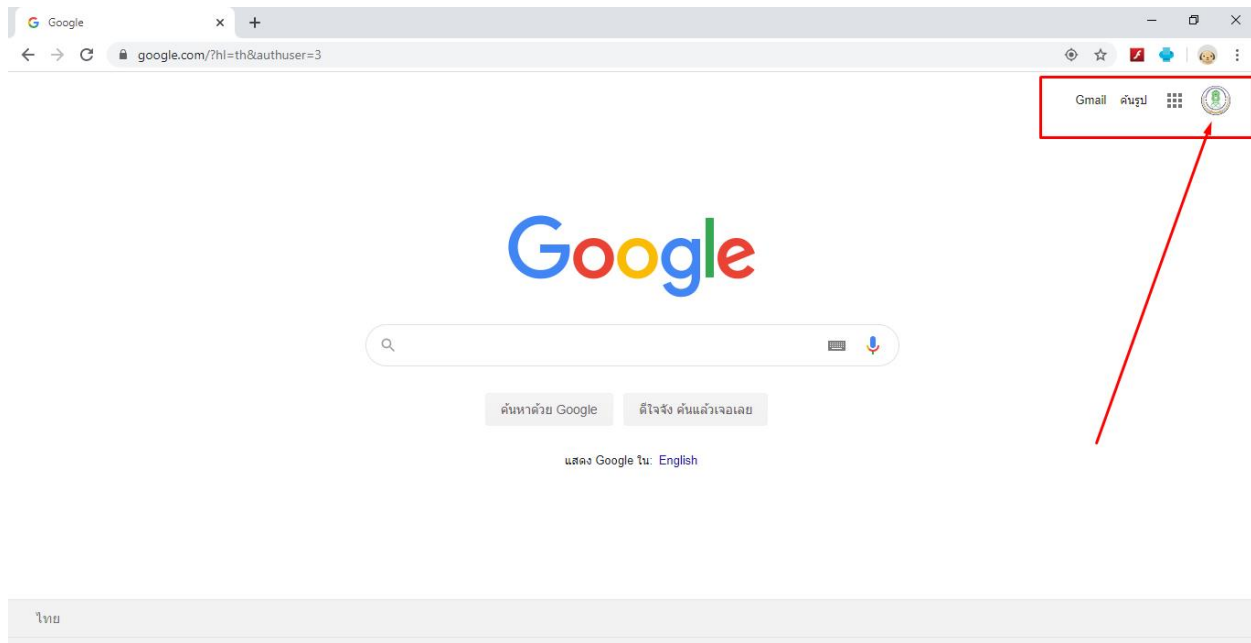 Google
google.com/?hl=th&authuser=3
Gmail ค้นรูป
Google
ค้นหาด้วย Google ดีใจจัง ค้นแล้วเจอเลย
แสดง Google ใน: English
ไทย